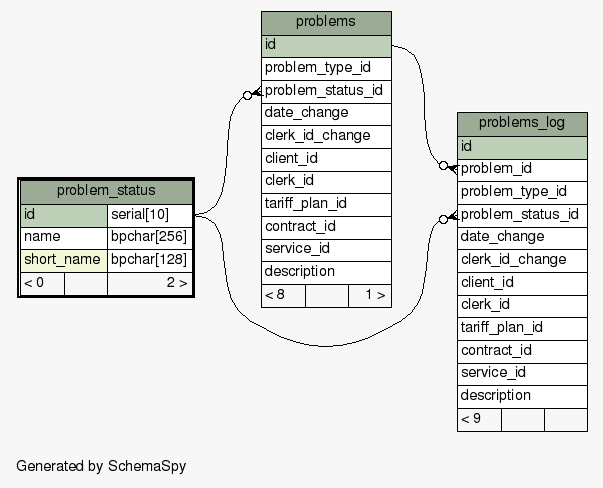 problems
id
problem_type_id
problem_status_id
date_change
clerk_id_change
client_id
clerk_id
tariff_plan_id
contract_id
service_id
description
< 8 1 >
problems_log
id
problem_id
problem_type_id
problem_status_id
date_change
clerk_id_change
client_id
clerk_id
tariff_plan_id
contract_id
service_id
description
< 9
problem_status
id serial[10]
name bpchar[256]
short_name bpchar[128]
< 0 2 >
Generated by SchemaSpy